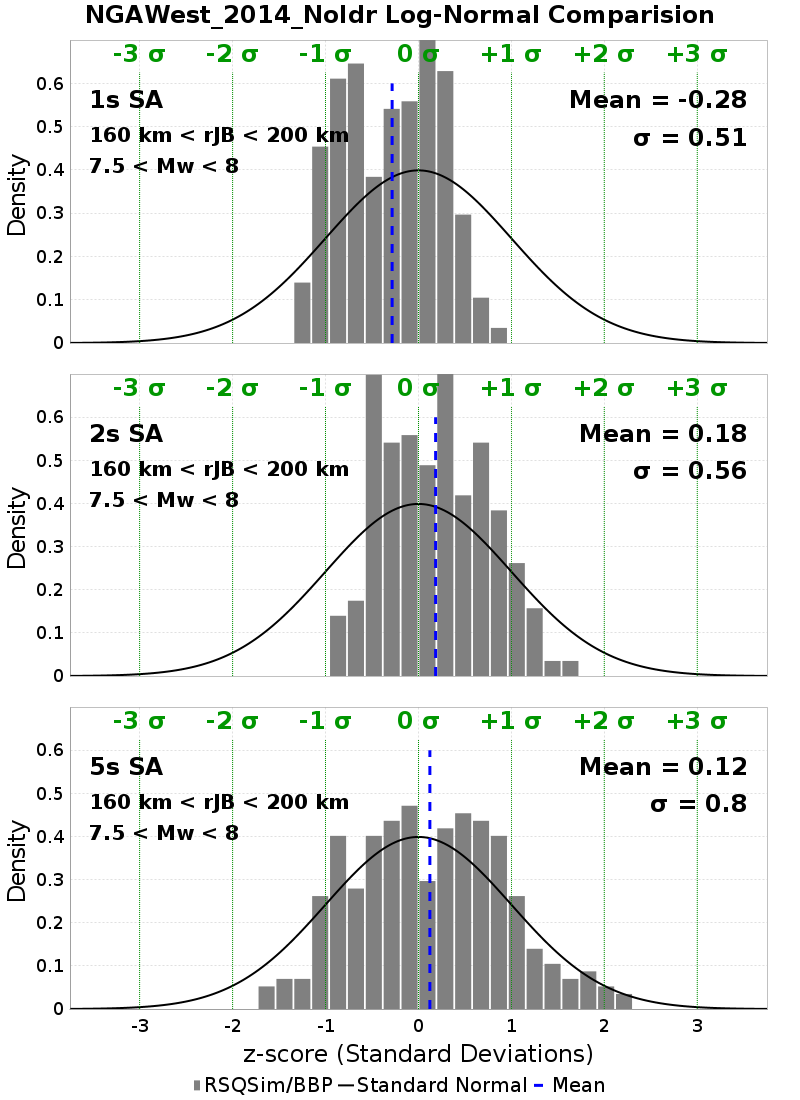 NGAWest_2014_NoIdr Log-Normal Comparision
-3 σ -2 σ -1 σ 0 σ +1 σ +2 σ +3 σ
1s SA
Mean = -0.28
160 km < rJB < 200 km
σ = 0.51
7.5 < Mw < 8
0.6
0.5
0.4
0.3
0.2
0.1
0
Density
-3 σ -2 σ -1 σ 0 σ +1 σ +2 σ +3 σ
2s SA
Mean = 0.18
160 km < rJB < 200 km
σ = 0.56
7.5 < Mw < 8
0.6
0.5
0.4
0.3
0.2
0.1
0
Density
-3 σ -2 σ -1 σ 0 σ +1 σ +2 σ +3 σ
5s SA
Mean = 0.12
160 km < rJB < 200 km
σ = 0.8
7.5 < Mw < 8
0.6
0.5
0.4
0.3
0.2
0.1
0
Density
-3 -2 -1 0 1 2 3
z-score (Standard Deviations)
RSQSim/BBP Standard Normal Mean